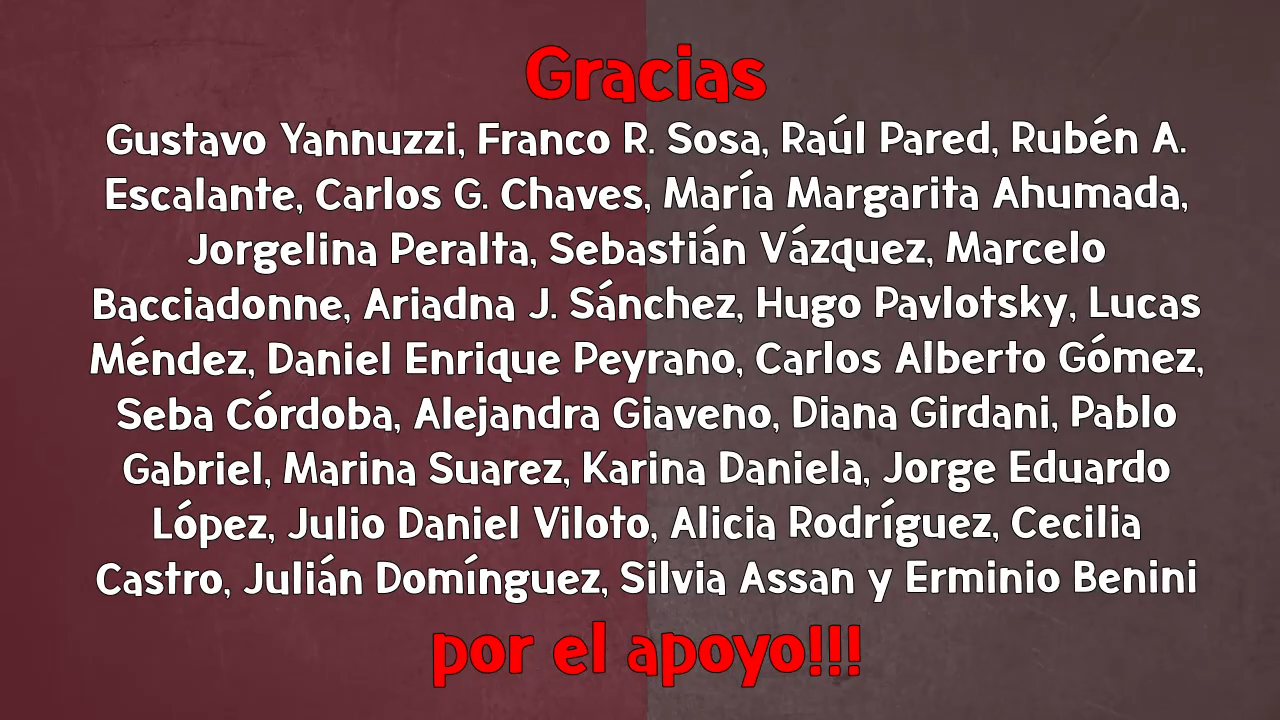 Gracias
Gustavo Yannuzzi, Franco R. Sosa, Raúl Pared, Rubén A.
Escalante, Carlos G. Chaves, María Margarita Ahumada,
Jorgelina Peralta, Sebastián Vázquez, Marcelo
Bacciadonne, Ariadna J. Sánchez, Hugo Pavlotsky, Lucas
Méndez, Daniel Enrique Peyrano, Carlos Alberto Gómez,
Seba Córdoba, Alejandra Giaveno, Diana Girdani, Pablo
Gabriel, Marina Suarez, Karina Daniela, Jorge Eduardo
López, Julio Daniel Viloto, Alicia Rodríguez, Cecilia
Castro, Julián Domínguez, Silvia Assan y Erminio Benini
por el apoyo!!!